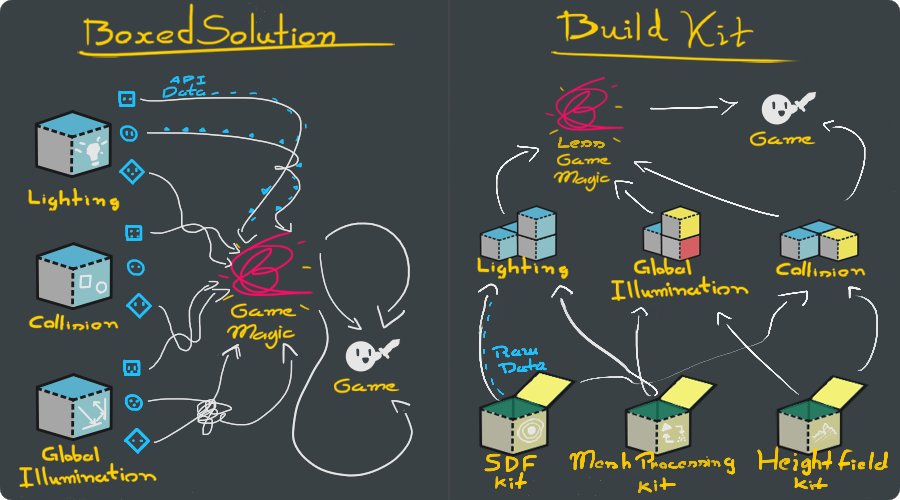 Boxed Solution
API
Data
Lighting
Collision
Game
Magic
Game
Global
Illumination
Build Kit
Less
Game
Magic
Game
Lighting
Global
Illumination
Collision
Raw
Data
SDF
kit
Mesh Processing
kit
Height field
kit